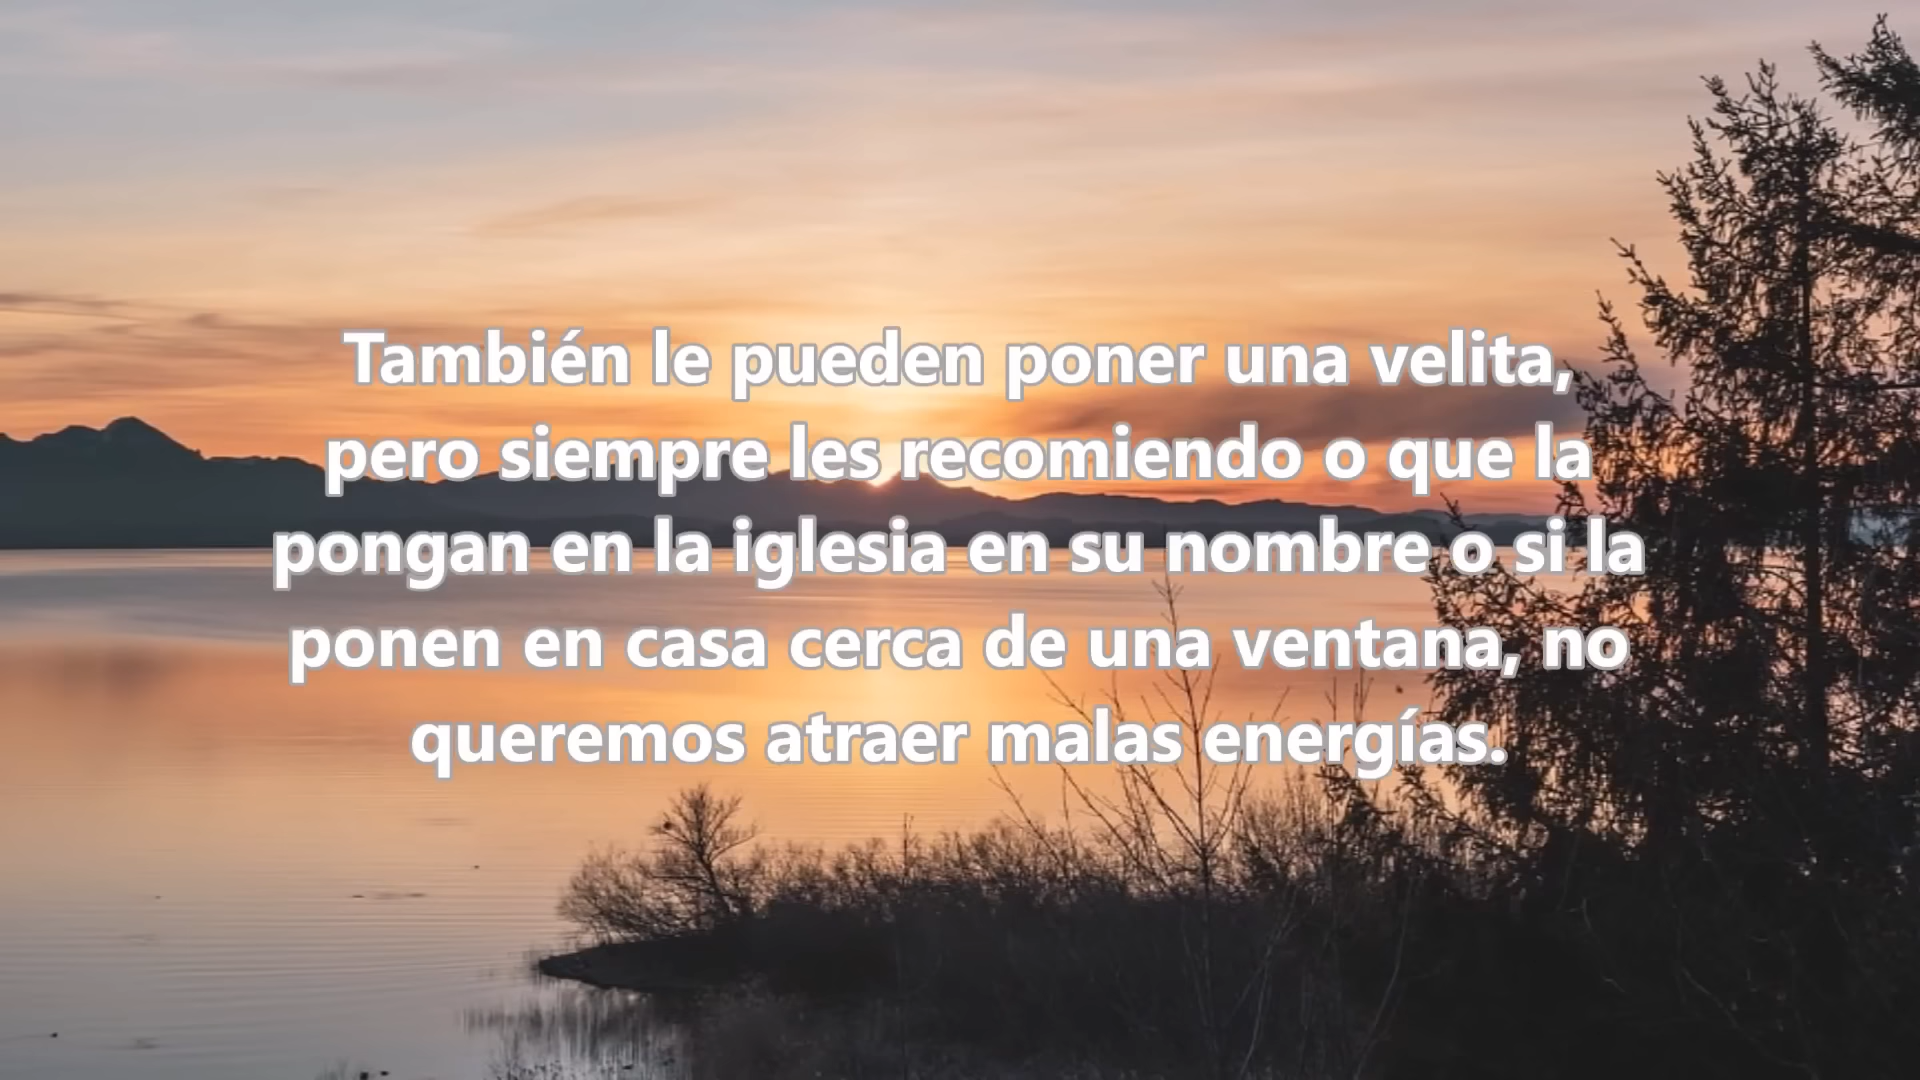 También le pueden poner una velita,
pero siempre les recomiendo o que la
pongan en la iglesia en su nombre o si la
ponen en casa cerca de una ventana, no
queremos atraer malas energías.